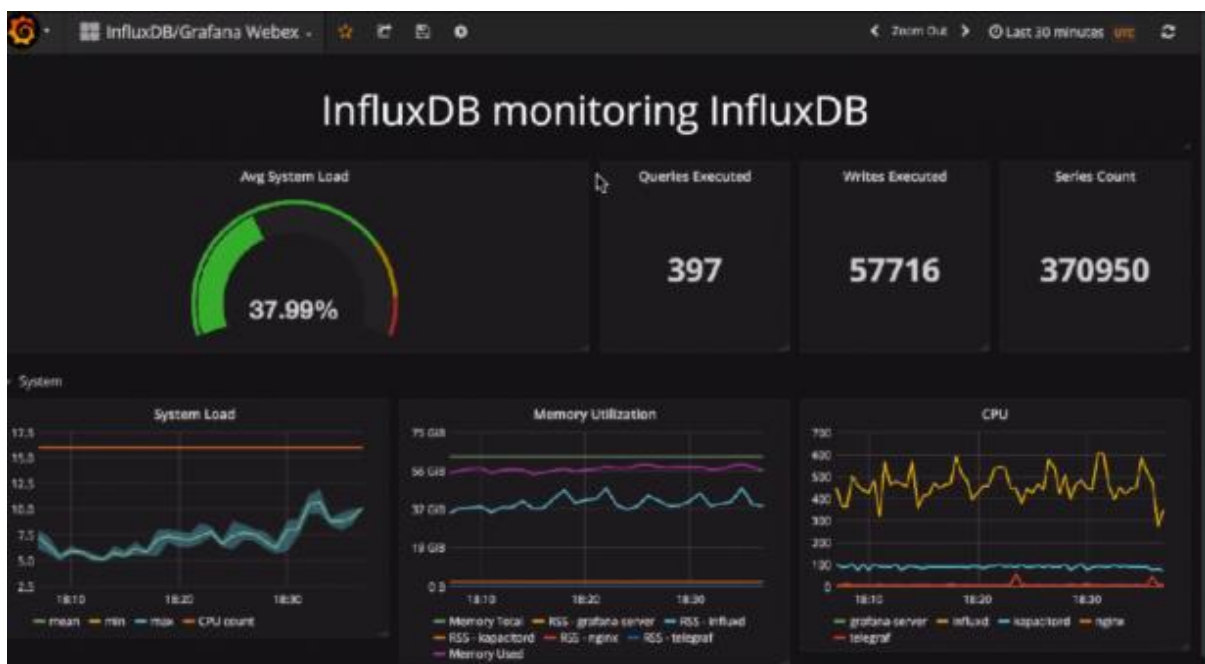 InfluxDB/Grafana Webex
Zoom Out
Last 30 minutes UTC
InfluxDB monitoring InfluxDB
Avg System Load
Queries Executed
Writes Executed
Series Count
37.99%
397
57716
370950
System
System Load
17.5
15.0
12.5
10.0
7.5
5.0
2.5
18:10 18:20 18:30
mean min max CPU count
Memory Utilization
75 GiB
56 GiB
37 GiB
19 GiB
0 B
18:10 18:20 18:30
Memory Total RSS - grafana-server RSS - influxd
RSS - kapacitord RSS - nginx RSS - telegraf
Memory Used
CPU
700
600
500
400
300
200
100
0
18:10 18:20 18:30
grafana-server influxd kapacitord nginx
telegraf